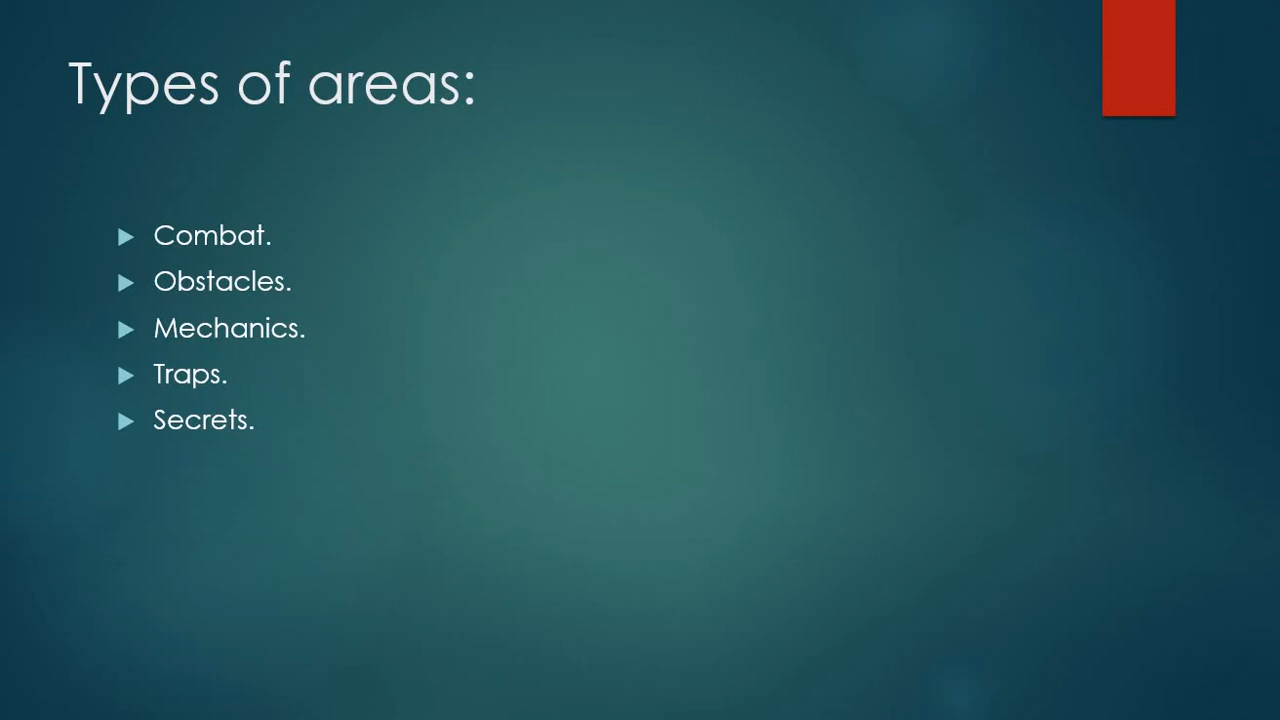 Types of areas:
Combat.
Obstacles.
Mechanics.
Traps.
Secrets.